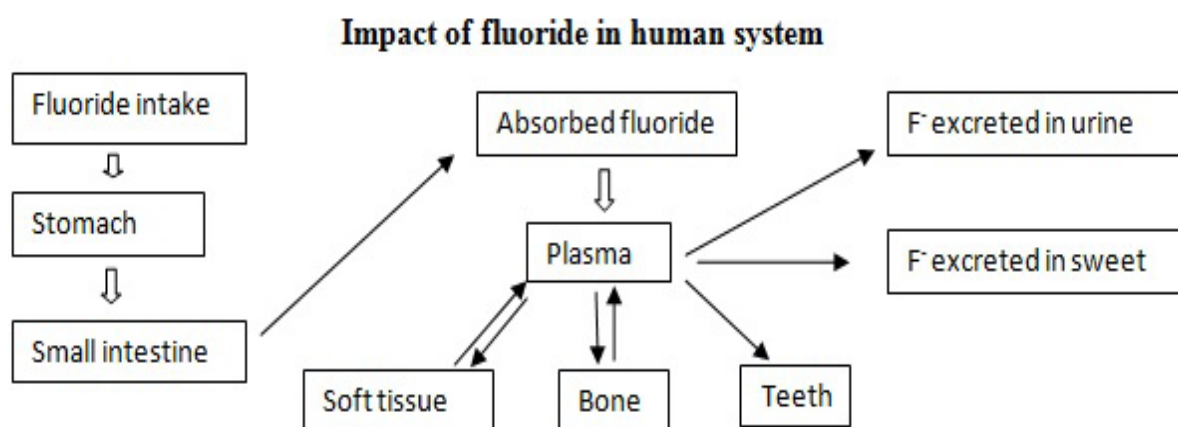 Impact of fluoride in human system
Fluoride intake
Stomach
Small intestine
Absorbed fluoride
Plasma
Soft tissue
Bone
Teeth
F⁻ excreted in urine
F⁻ excreted in sweet